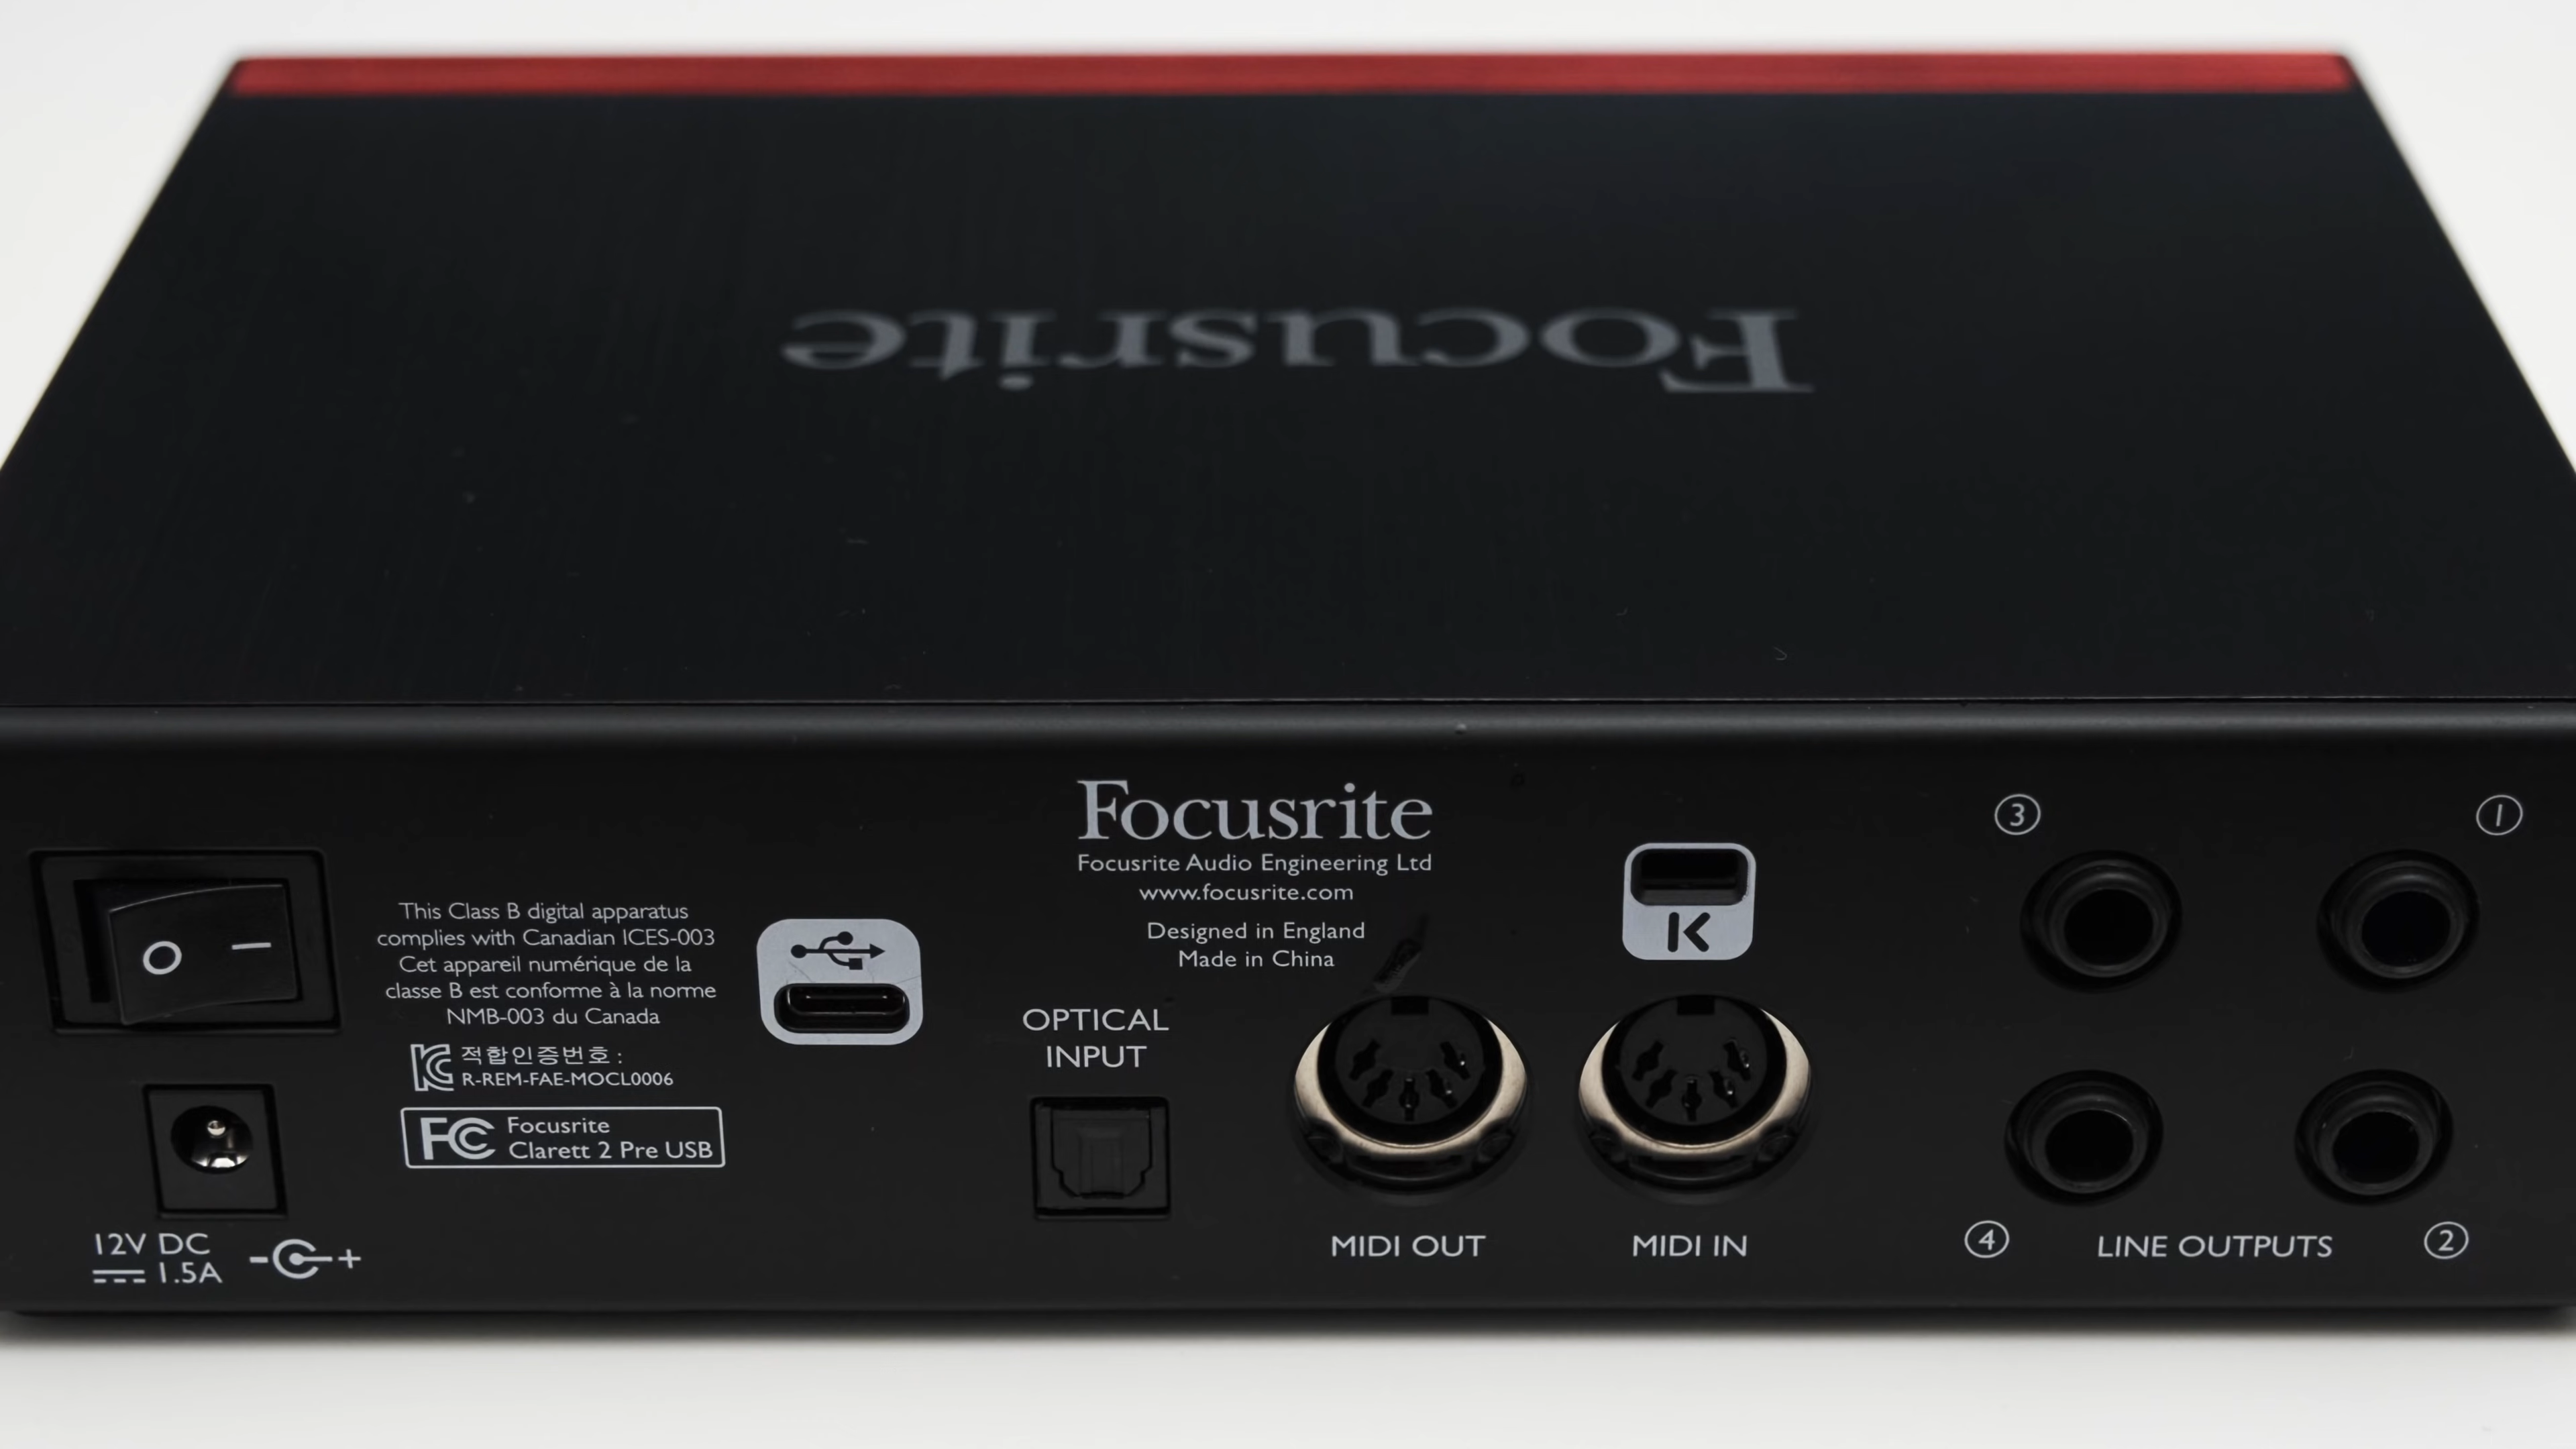 Focusrite
Focusrite
Focusrite Audio Engineering Ltd
www.focusrite.com
Designed in England
Made in China
O I
This Class B digital apparatus
complies with Canadian ICES-003
Cet appareil numérique de la
classe B est conforme à la norme
NMB-003 du Canada
KC 적합인증번호 :
R-REM-FAE-MOCL0006
FC Focusrite
Clarett 2 Pre USB
12V DC
1.5A
- +
OPTICAL
INPUT
K
MIDI OUT
MIDI IN
3 1
4 LINE OUTPUTS 2